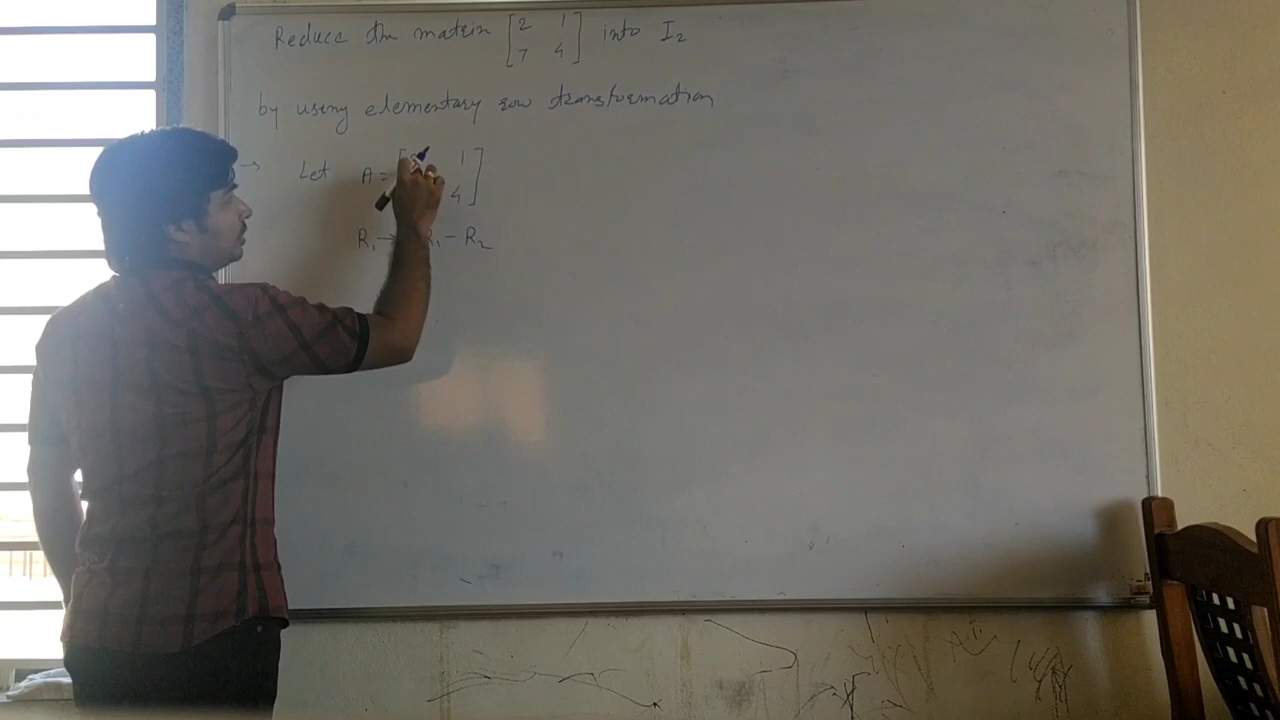 Reduce the matrix [2 1] into I2
[7 4]
by using elementary row transformation
→ Let A = [ 1]
4]
R1 → R1 - R2